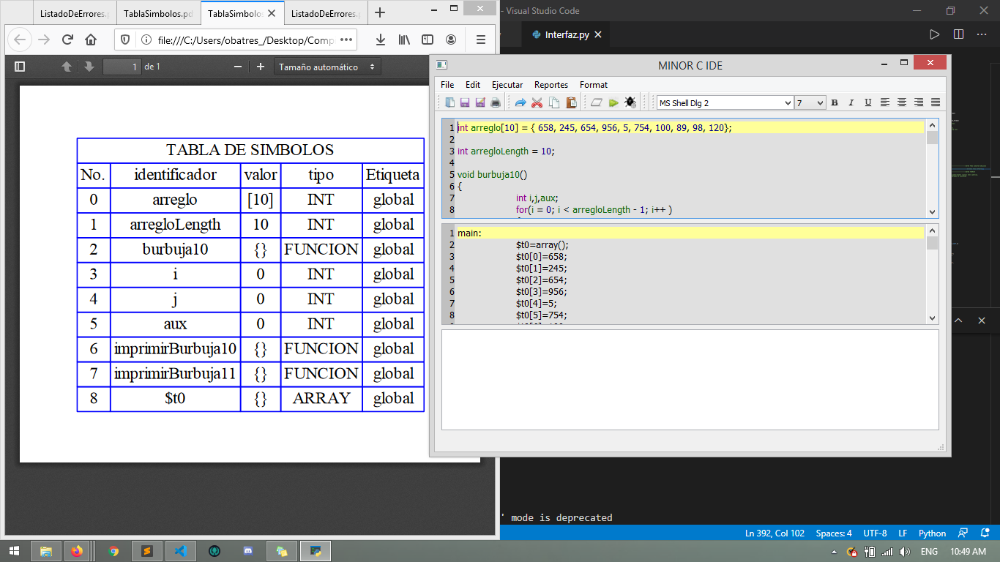 ListadoDeErrores.p
TablaSimbolos.pd
TablaSimbolos
ListadoDeErrores.p
file:///C:/Users/obatres_/Desktop/Comp
1 de 1
Tamaño automático
TABLA DE SIMBOLOS
No. identificador valor tipo Etiqueta
0 arreglo [10] INT global
1 arregloLength 10 INT global
2 burbuja10 {} FUNCION global
3 i 0 INT global
4 j 0 INT global
5 aux 0 INT global
6 imprimirBurbuja10 {} FUNCION global
7 imprimirBurbuja11 {} FUNCION global
8 $t0 {} ARRAY global
- Visual Studio Code
Interfaz.py
MINOR C IDE
File Edit Ejecutar Reportes Format
MS Shell Dlg 2 7 B I U
1 int arreglo[10] = { 658, 245, 654, 956, 5, 754, 100, 89, 98, 120};
2
3 int arregloLength = 10;
4
5 void burbuja10()
6 {
7 int i,j,aux;
8 for(i = 0; i < arregloLength - 1; i++ )
1 main:
2 $t0=array();
3 $t0[0]=658;
4 $t0[1]=245;
5 $t0[2]=654;
6 $t0[3]=956;
7 $t0[4]=5;
8 $t0[5]=754;
' mode is deprecated
Ln 392, Col 102 Spaces: 4 UTF-8 LF Python
ENG 10:49 AM